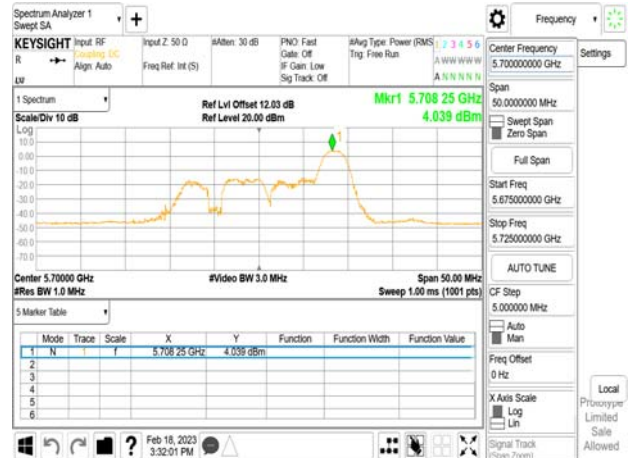 Spectrum Analyzer 1
Swept SA
+
Frequency
KEYSIGHT
R
Input: RF
Coupling: DC
Align: Auto
Input Z: 50 Ω
Freq Ref: Int (S)
#Atten: 30 dB
PNO: Fast
Gate: Off
IF Gain: Low
Sig Track: Off
#Avg Type: Power (RMS
Trig: Free Run
1 2 3 4 5 6
A W W W W W
A N N N N N
1 Spectrum
Scale/Div 10 dB
Log
Ref Lvl Offset 12.03 dB
Ref Level 20.00 dBm
Mkr1 5.708 25 GHz
4.039 dBm
1
10.0
0.00
-10.0
-20.0
-30.0
-40.0
-50.0
-60.0
-70.0
Center 5.70000 GHz
#Res BW 1.0 MHz
#Video BW 3.0 MHz
Span 50.00 MHz
Sweep 1.00 ms (1001 pts)
5 Marker Table
Mode Trace Scale X Y Function Function Width Function Value
1 N 1 f 5.708 25 GHz 4.039 dBm
2
3
4
5
6
Feb 18, 2023
3:32:01 PM
Center Frequency
5.700000000 GHz
Settings
Span
50.0000000 MHz
Swept Span
Zero Span
Full Span
Start Freq
5.675000000 GHz
Stop Freq
5.725000000 GHz
AUTO TUNE
CF Step
5.000000 MHz
Auto
Man
Freq Offset
0 Hz
X Axis Scale
Log
Lin
Signal Track
(Span Zoom)
Local
Prototype
Limited
Sale
Allowed